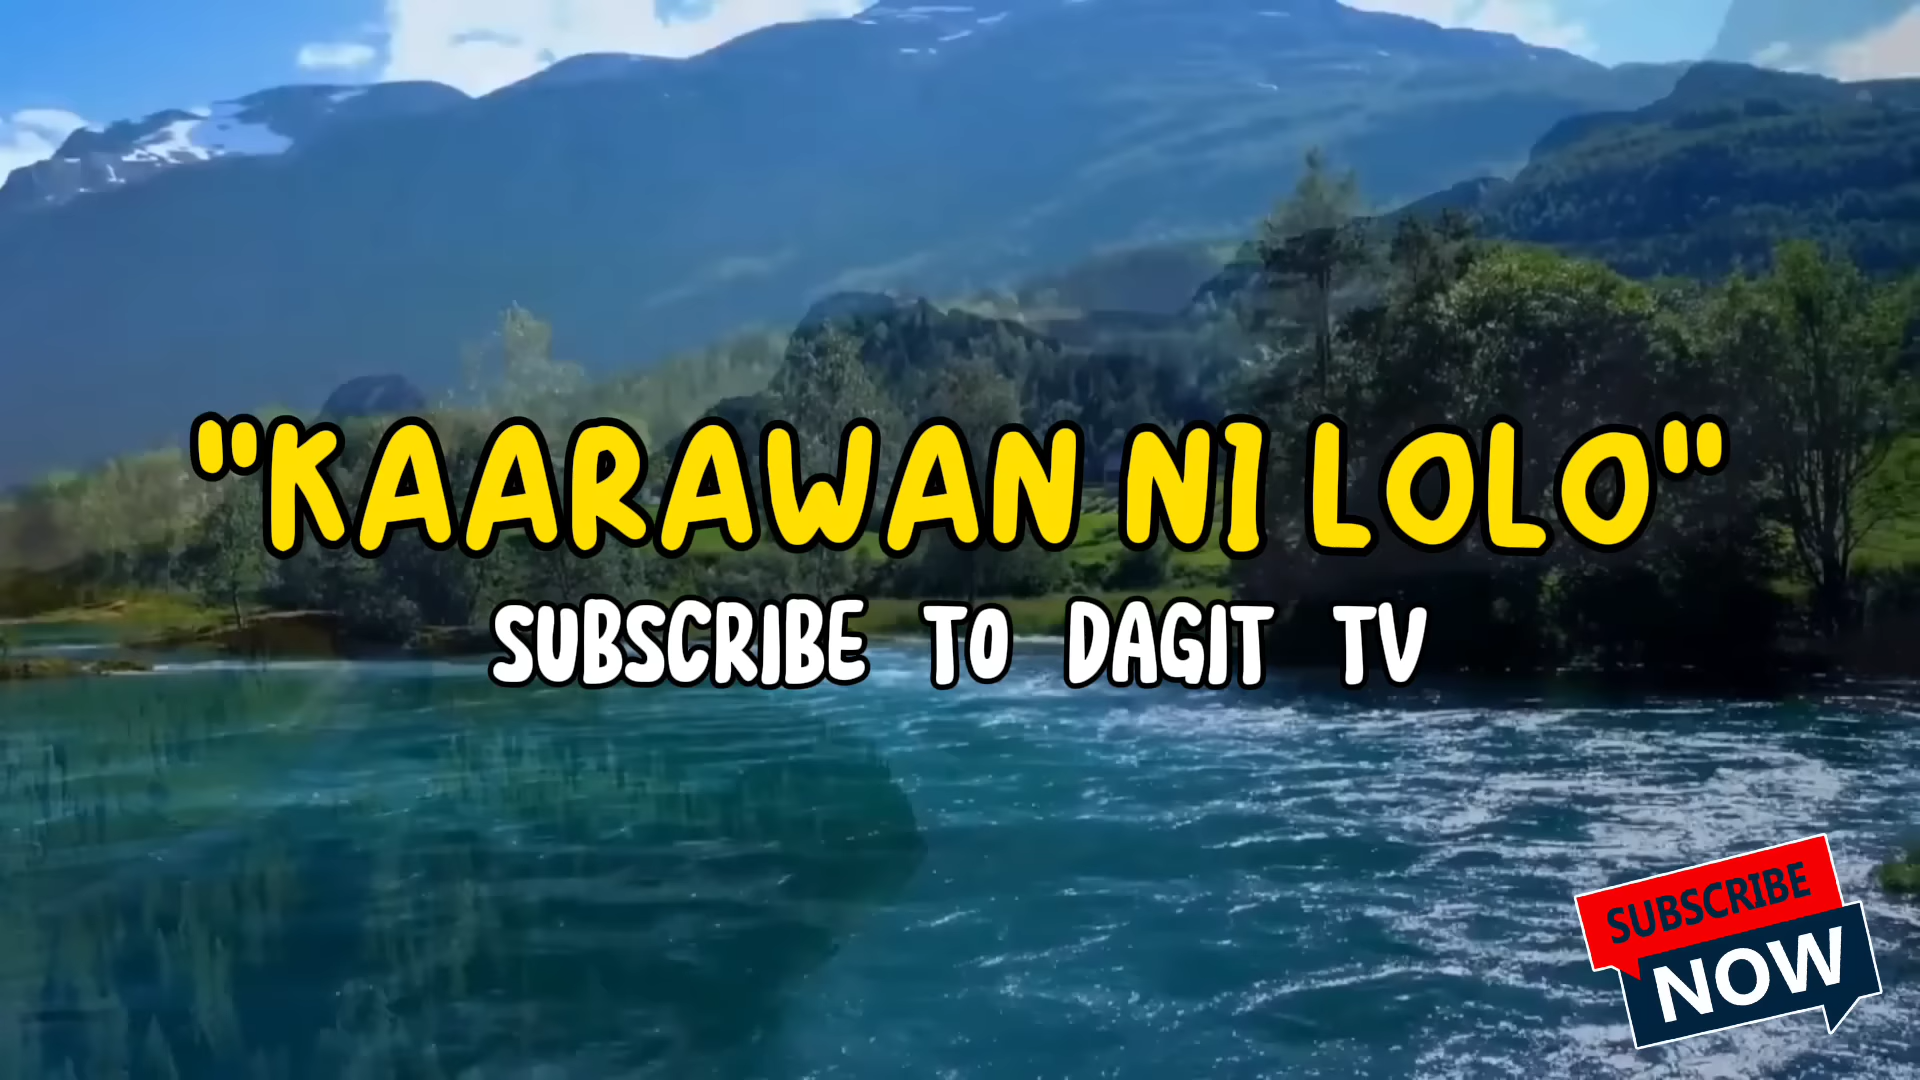 "KAARAWAN NI LOLO"
SUBSCRIBE TO DAGIT TV
SUBSCRIBE
NOW